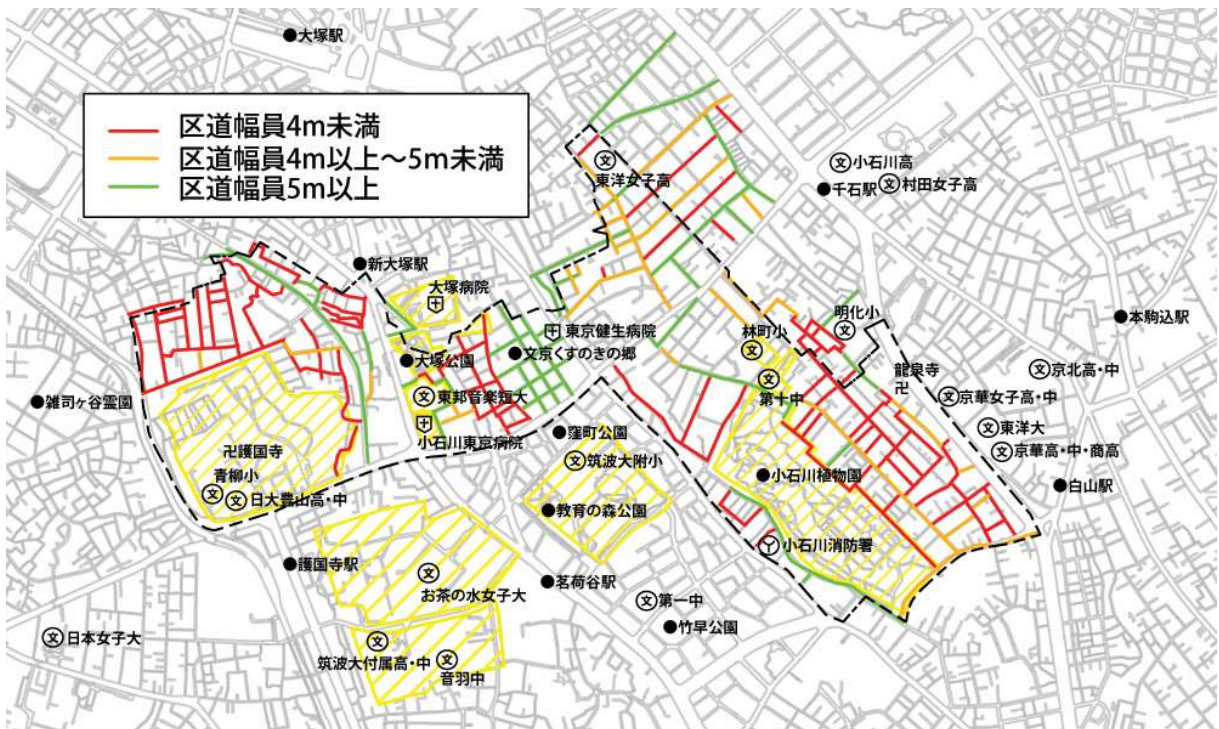 大塚駅
区道幅員4m未満
区道幅員4m以上～5m未満
区道幅員5m以上
東洋女子高
小石川高
千石駅
村田女子高
新大塚駅
大塚病院
東京健生病院
文京くすのきの郷
大塚公園
東邦音楽短大
小石川東京病院
明化小
林町小
第十中
龍泉寺
卍
本駒込駅
京北高・中
京華女子高・中
東洋大
京華高・中・商高
白山駅
雑司ヶ谷霊園
卍護国寺
青柳小
日大豊山高・中
窪町公園
筑波大附小
教育の森公園
小石川植物園
小石川消防署
護国寺駅
お茶の水女子大
茗荷谷駅
第一中
竹早公園
日本女子大
筑波大付属高・中
音羽中